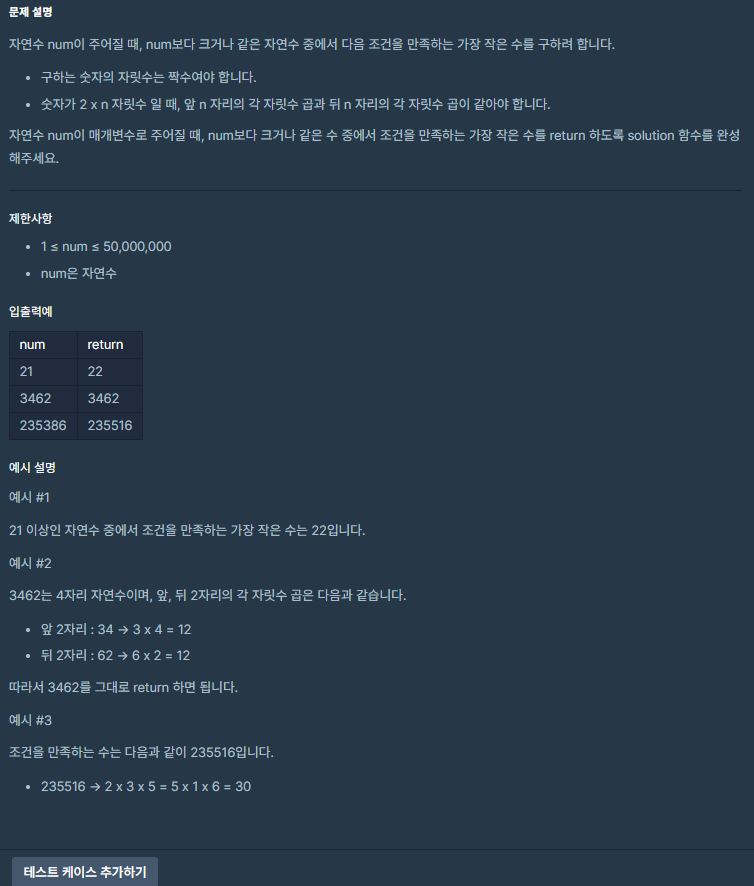 문제 설명
자연수 num이 주어질 때, num보다 크거나 같은 자연수 중에서 다음 조건을 만족하는 가장 작은 수를 구하려 합니다.
• 구하는 숫자의 자릿수는 짝수여야 합니다.
• 숫자가 2 x n 자릿수 일 때, 앞 n 자리의 각 자릿수 곱과 뒤 n 자리의 각 자릿수 곱이 같아야 합니다.
자연수 num이 매개변수로 주어질 때, num보다 크거나 같은 수 중에서 조건을 만족하는 가장 작은 수를 return 하도록 solution 함수를 완성
해주세요.
제한사항
• 1 ≤ num ≤ 50,000,000
• num은 자연수
입출력예
num return
21 22
3462 3462
235386 235516
예시 설명
예시 #1
21 이상인 자연수 중에서 조건을 만족하는 가장 작은 수는 22입니다.
예시 #2
3462는 4자리 자연수이며, 앞, 뒤 2자리의 각 자릿수 곱은 다음과 같습니다.
• 앞 2자리 : 34 → 3 x 4 = 12
• 뒤 2자리 : 62 → 6 x 2 = 12
따라서 3462를 그대로 return 하면 됩니다.
예시 #3
조건을 만족하는 수는 다음과 같이 235516입니다.
• 235516 → 2 x 3 x 5 = 5 x 1 x 6 = 30
테스트 케이스 추가하기